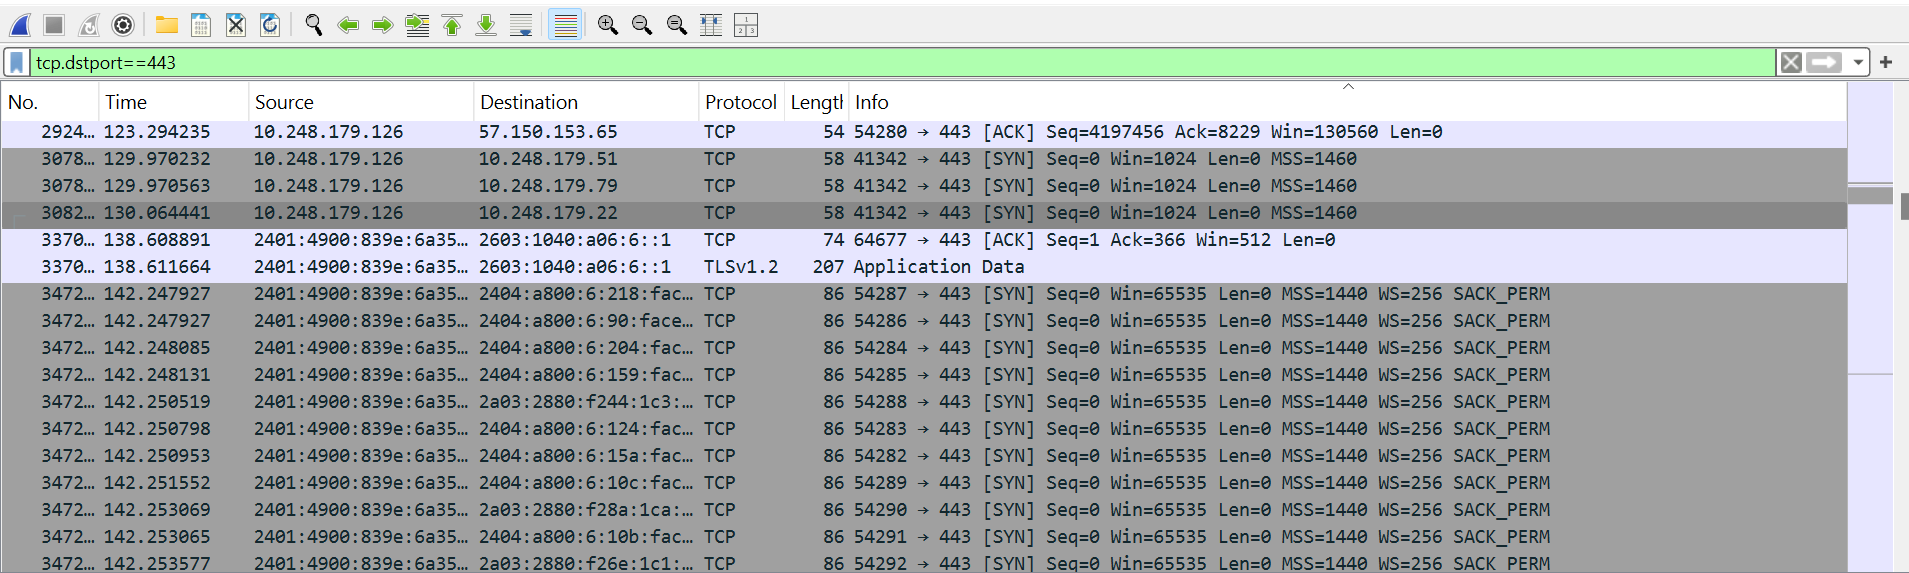 tcp.dstport==443
No. Time Source Destination Protocol Length Info
2924… 123.294235 10.248.179.126 57.150.153.65 TCP 54 54280 → 443 [ACK] Seq=4197456 Ack=8229 Win=130560 Len=0
3078… 129.970232 10.248.179.126 10.248.179.51 TCP 58 41342 → 443 [SYN] Seq=0 Win=1024 Len=0 MSS=1460
3078… 129.970563 10.248.179.126 10.248.179.79 TCP 58 41342 → 443 [SYN] Seq=0 Win=1024 Len=0 MSS=1460
3082… 130.064441 10.248.179.126 10.248.179.22 TCP 58 41342 → 443 [SYN] Seq=0 Win=1024 Len=0 MSS=1460
3370… 138.608891 2401:4900:839e:6a35… 2603:1040:a06:6::1 TCP 74 64677 → 443 [ACK] Seq=1 Ack=366 Win=512 Len=0
3370… 138.611664 2401:4900:839e:6a35… 2603:1040:a06:6::1 TLSv1.2 207 Application Data
3472… 142.247927 2401:4900:839e:6a35… 2404:a800:6:218:fac… TCP 86 54287 → 443 [SYN] Seq=0 Win=65535 Len=0 MSS=1440 WS=256 SACK_PERM
3472… 142.247927 2401:4900:839e:6a35… 2404:a800:6:90:face… TCP 86 54286 → 443 [SYN] Seq=0 Win=65535 Len=0 MSS=1440 WS=256 SACK_PERM
3472… 142.248085 2401:4900:839e:6a35… 2404:a800:6:204:fac… TCP 86 54284 → 443 [SYN] Seq=0 Win=65535 Len=0 MSS=1440 WS=256 SACK_PERM
3472… 142.248131 2401:4900:839e:6a35… 2404:a800:6:159:fac… TCP 86 54285 → 443 [SYN] Seq=0 Win=65535 Len=0 MSS=1440 WS=256 SACK_PERM
3472… 142.250519 2401:4900:839e:6a35… 2a03:2880:f244:1c3:… TCP 86 54288 → 443 [SYN] Seq=0 Win=65535 Len=0 MSS=1440 WS=256 SACK_PERM
3472… 142.250798 2401:4900:839e:6a35… 2404:a800:6:124:fac… TCP 86 54283 → 443 [SYN] Seq=0 Win=65535 Len=0 MSS=1440 WS=256 SACK_PERM
3472… 142.250953 2401:4900:839e:6a35… 2404:a800:6:15a:fac… TCP 86 54282 → 443 [SYN] Seq=0 Win=65535 Len=0 MSS=1440 WS=256 SACK_PERM
3472… 142.251552 2401:4900:839e:6a35… 2404:a800:6:10c:fac… TCP 86 54289 → 443 [SYN] Seq=0 Win=65535 Len=0 MSS=1440 WS=256 SACK_PERM
3472… 142.253069 2401:4900:839e:6a35… 2a03:2880:f28a:1ca:… TCP 86 54290 → 443 [SYN] Seq=0 Win=65535 Len=0 MSS=1440 WS=256 SACK_PERM
3472… 142.253065 2401:4900:839e:6a35… 2404:a800:6:10b:fac… TCP 86 54291 → 443 [SYN] Seq=0 Win=65535 Len=0 MSS=1440 WS=256 SACK_PERM
3472… 142.253577 2401:4900:839e:6a35… 2a03:2880:f26e:1c1:… TCP 86 54292 → 443 [SYN] Seq=0 Win=65535 Len=0 MSS=1440 WS=256 SACK_PERM